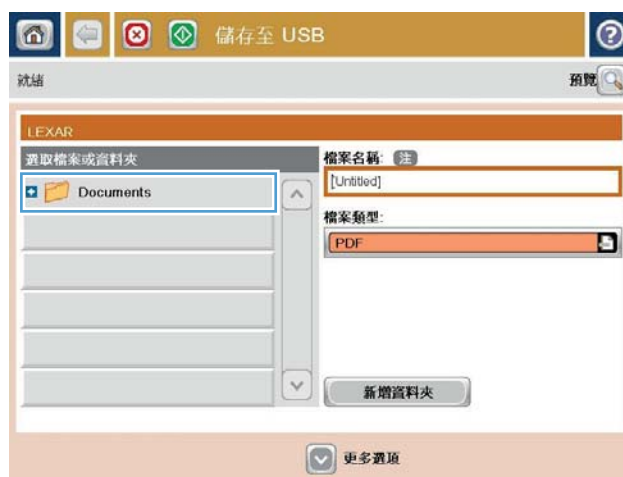 儲存至 USB
就緒
預覽
LEXAR
選取檔案或資料夾
Documents
檔案名稱: 注
[Untitled]
檔案類型:
PDF
新增資料夾
更多選項